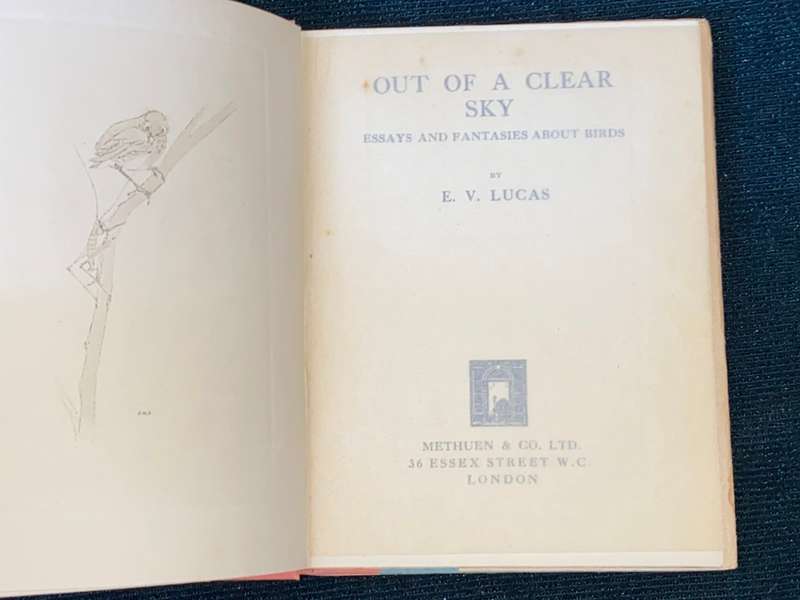 OUT OF A CLEAR
SKY
ESSAYS AND FANTASIES ABOUT BIRDS
BY
E. V. LUCAS
METHUEN & CO. LTD.
36 ESSEX STREET W.C.
LONDON